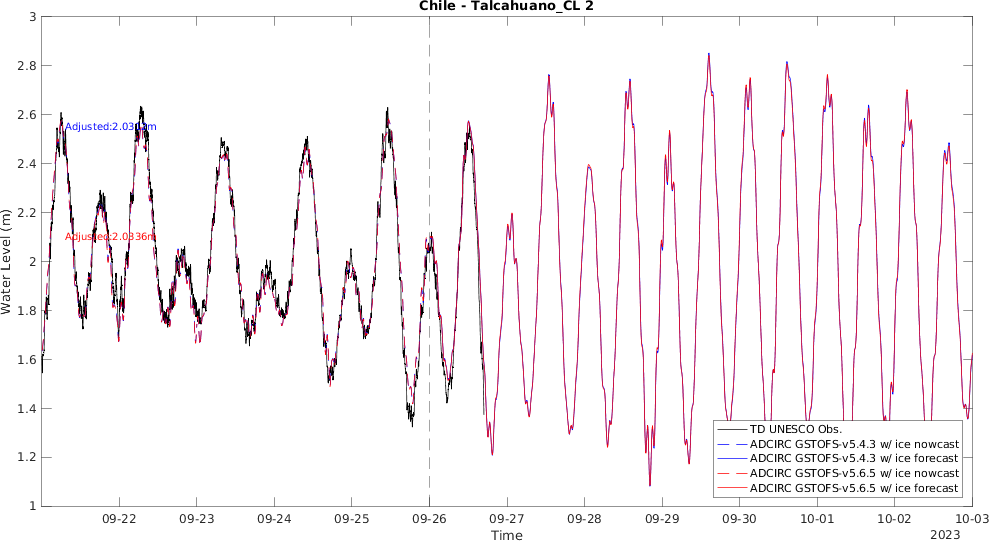 Chile - Talcahuano_CL 2
Water Level (m)
3
2.8
2.6
2.4
2.2
2
1.8
1.6
1.4
1.2
1
Adjusted:2.0336m
TD UNESCO Obs.
ADCIRC GSTOFS-v5.4.3 w/ ice nowcast
ADCIRC GSTOFS-v5.4.3 w/ ice forecast
ADCIRC GSTOFS-v5.6.5 w/ ice nowcast
ADCIRC GSTOFS-v5.6.5 w/ ice forecast
09-22 09-23 09-24 09-25 09-26 09-27 09-28 09-29 09-30 10-01 10-02 10-03
Time
2023